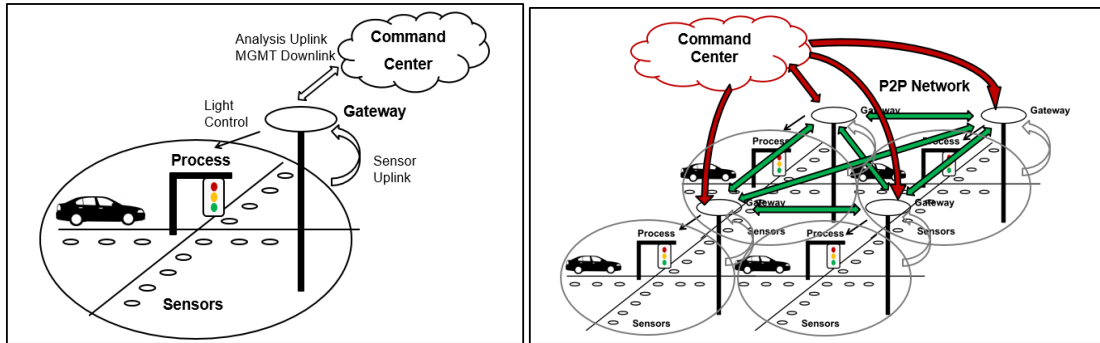 Analysis Uplink
MGMT Downlink
Command
Center
Light
Control
Gateway
Process
Sensor
Uplink
Sensors
Command
Center
P2P Network
Gateway
Gateway
Process
Process
Gateway
Gateway
Sensors
Sensors
Process
Process
Sensors
Sensors